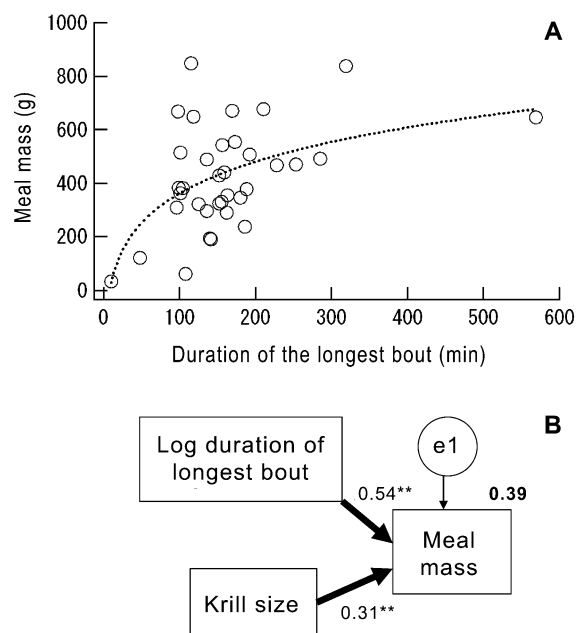 A
1000
800
600
400
200
0
Meal mass (g)
0 100 200 300 400 500 600
Duration of the longest bout (min)
B
Log duration of
longest bout
e1
0.54**
0.39
Meal
mass
Krill size
0.31**